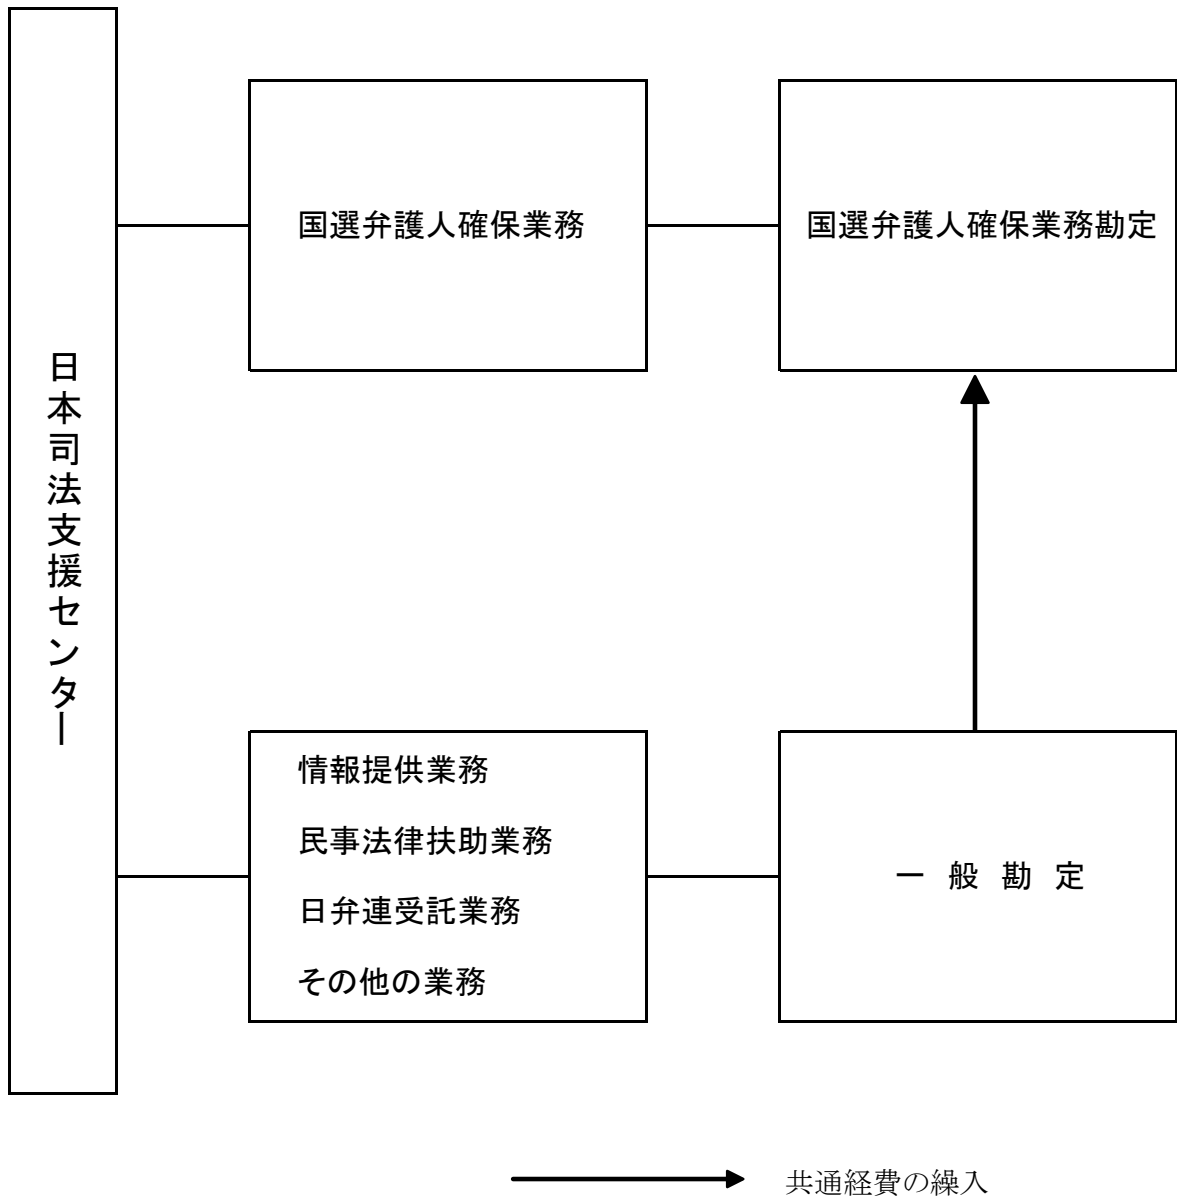 日本司法支援センター
国選弁護人確保業務
国選弁護人確保業務勘定
情報提供業務
民事法律扶助業務
日弁連受託業務
その他の業務
一般勘定
共通経費の繰入